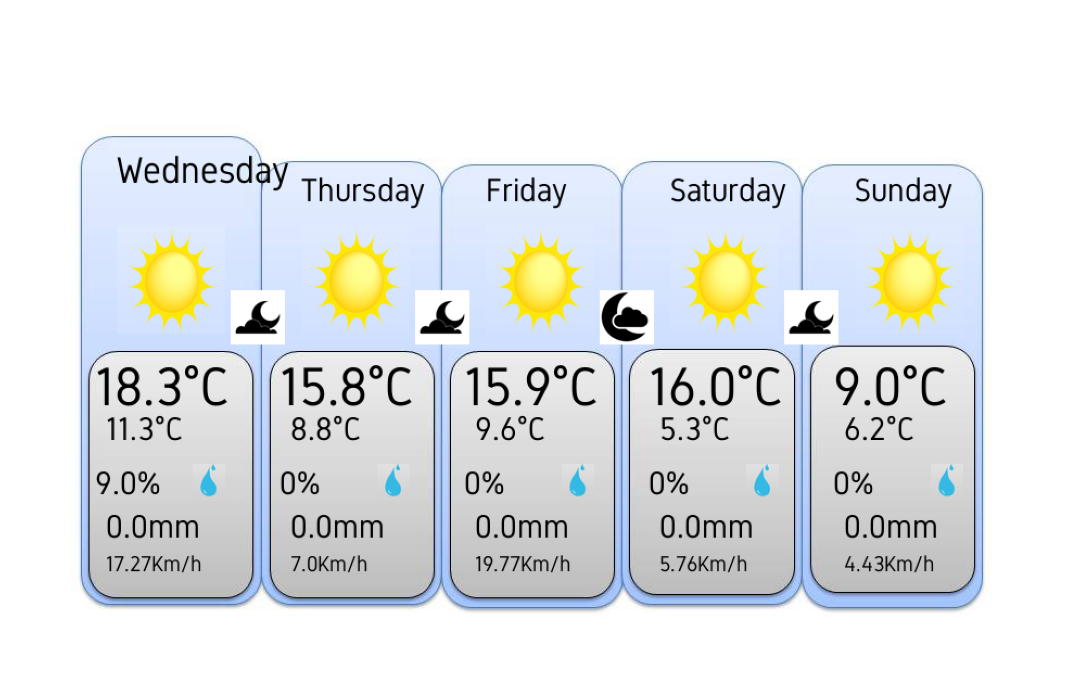 Wednesday
18.3°C
11.3°C
9.0%
0.0mm
17.27Km/h
Thursday
15.8°C
8.8°C
0%
0.0mm
7.0Km/h
Friday
15.9°C
9.6°C
0%
0.0mm
19.77Km/h
Saturday
16.0°C
5.3°C
0%
0.0mm
5.76Km/h
Sunday
9.0°C
6.2°C
0%
0.0mm
4.43Km/h